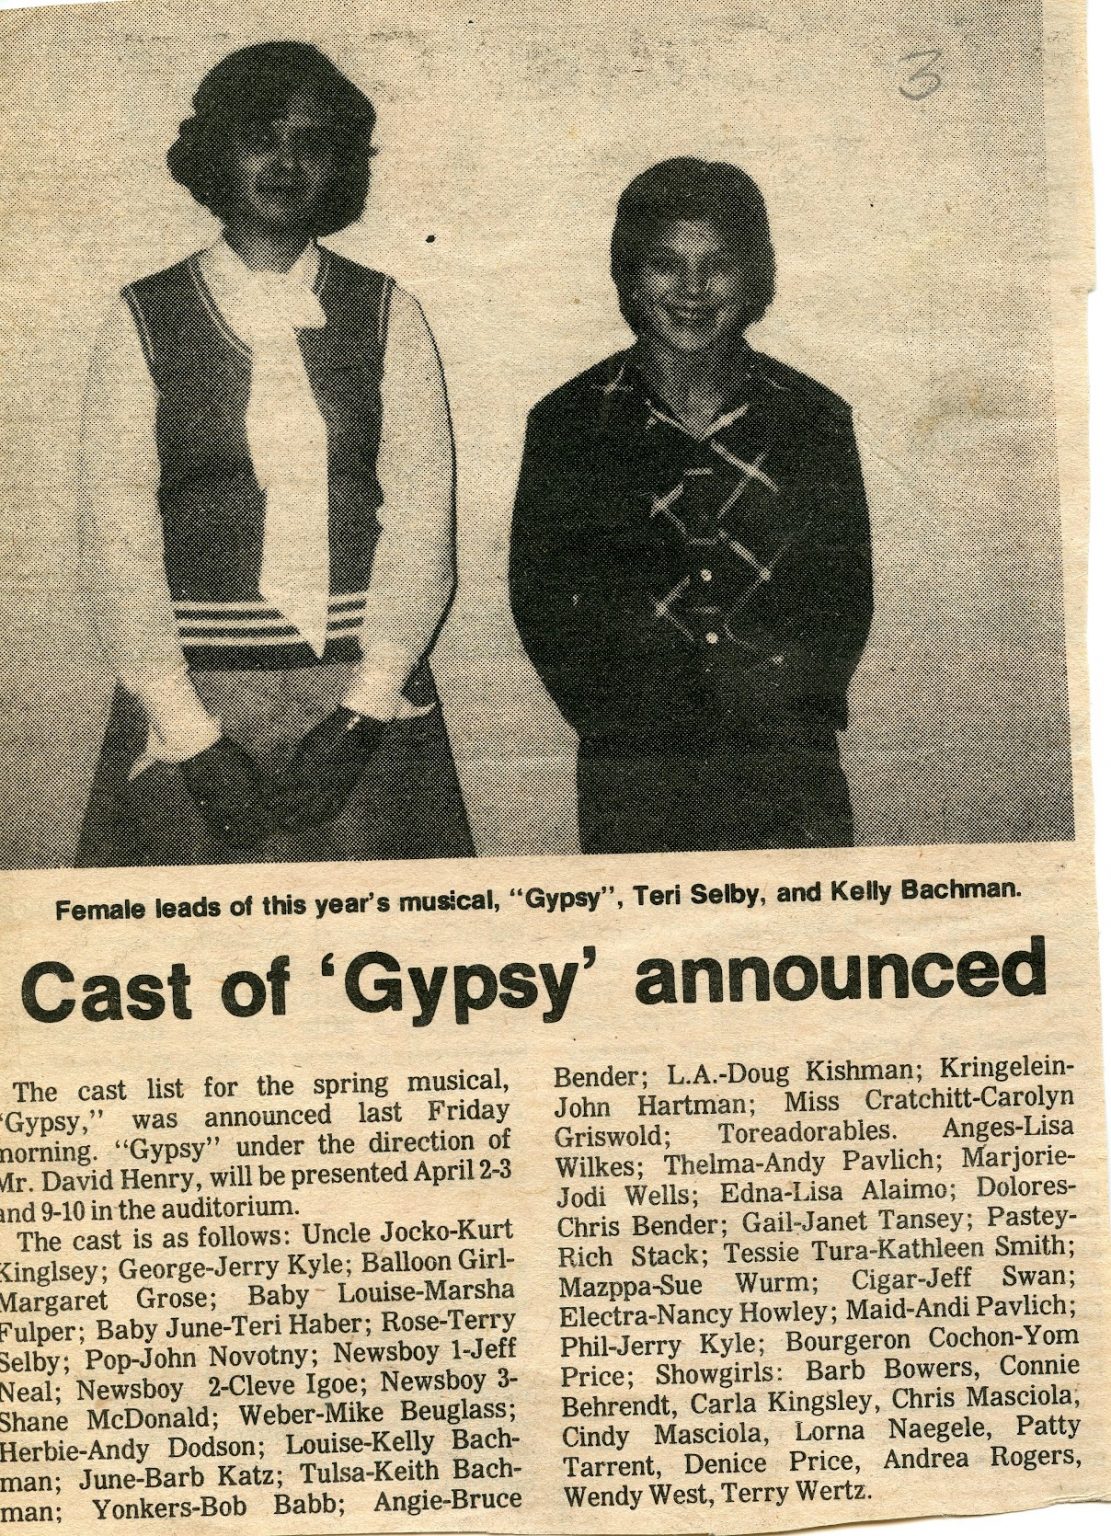 3
Female leads of this year's musical, "Gypsy", Teri Selby, and Kelly Bachman.
Cast of 'Gypsy' announced
The cast list for the spring musical,
"Gypsy," was announced last Friday
morning. "Gypsy" under the direction of
Mr. David Henry, will be presented April 2-3
and 9-10 in the auditorium.
The cast is as follows: Uncle Jocko-Kurt
Kinglsey; George-Jerry Kyle; Balloon Girl-
Margaret Grose; Baby Louise-Marsha
Fulper; Baby June-Teri Haber; Rose-Terry
Selby; Pop-John Novotny; Newsboy 1-Jeff
Neal; Newsboy 2-Cleve Igoe; Newsboy 3-
Shane McDonald; Weber-Mike Beuglass;
Herbie-Andy Dodson; Louise-Kelly Bach-
man; June-Barb Katz; Tulsa-Keith Bach-
man; Yonkers-Bob Babb; Angie-Bruce
Bender; L.A.-Doug Kishman; Kringelein-
John Hartman; Miss Cratchitt-Carolyn
Griswold; Toreadorables. Anges-Lisa
Wilkes; Thelma-Andy Pavlich; Marjorie-
Jodi Wells; Edna-Lisa Alaimo; Dolores-
Chris Bender; Gail-Janet Tansey; Pastey-
Rich Stack; Tessie Tura-Kathleen Smith;
Mazppa-Sue Wurm; Cigar-Jeff Swan;
Electra-Nancy Howley; Maid-Andi Pavlich;
Phil-Jerry Kyle; Bourgeron Cochon-Yom
Price; Showgirls: Barb Bowers, Connie
Behrendt, Carla Kingsley, Chris Masciola,
Cindy Masciola, Lorna Naegele, Patty
Tarrent, Denice Price, Andrea Rogers,
Wendy West, Terry Wertz.